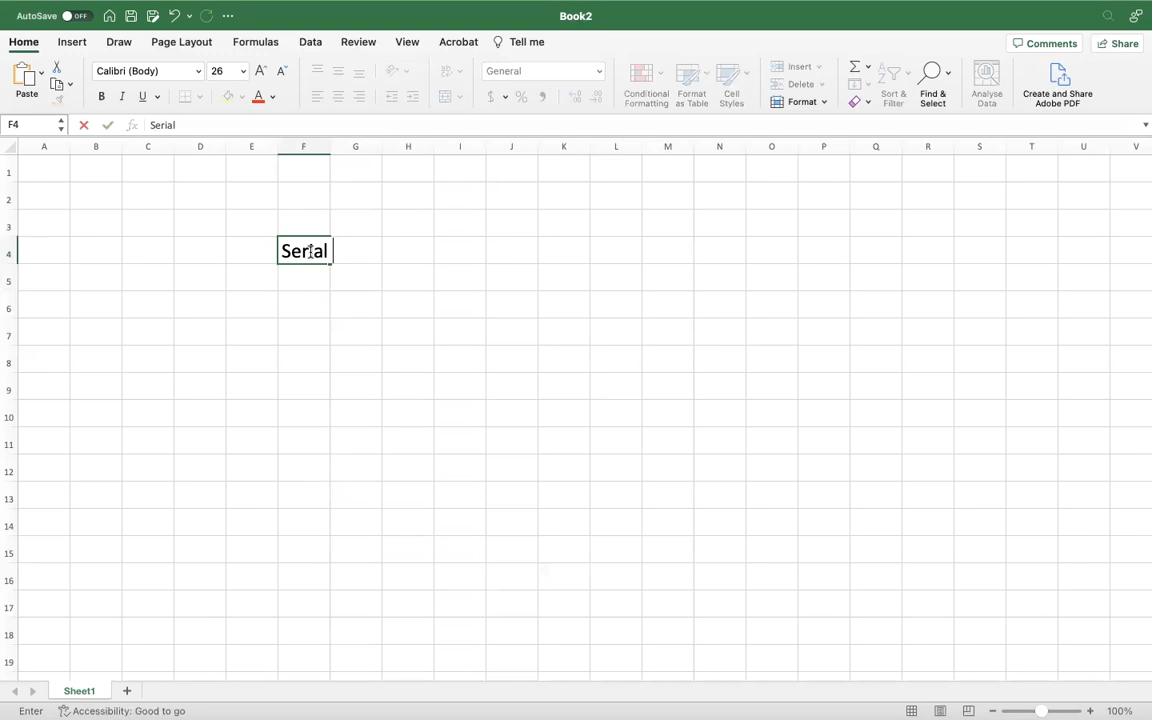 AutoSave OFF Book2
Home Insert Draw Page Layout Formulas Data Review View Acrobat Tell me Comments Share
Paste Calibri (Body) 26 A A B I U A General $ % Conditional Formatting Format as Table Cell Styles Insert Delete Format Sort & Filter Find & Select Analyse Data Create and Share Adobe PDF
F4 fx Serial
A B C D E F G H I J K L M N O P Q R S T U V
1
2
3
4 Serial
5
6
7
8
9
10
11
12
13
14
15
16
17
18
19
Sheet1
Enter Accessibility: Good to go 100%